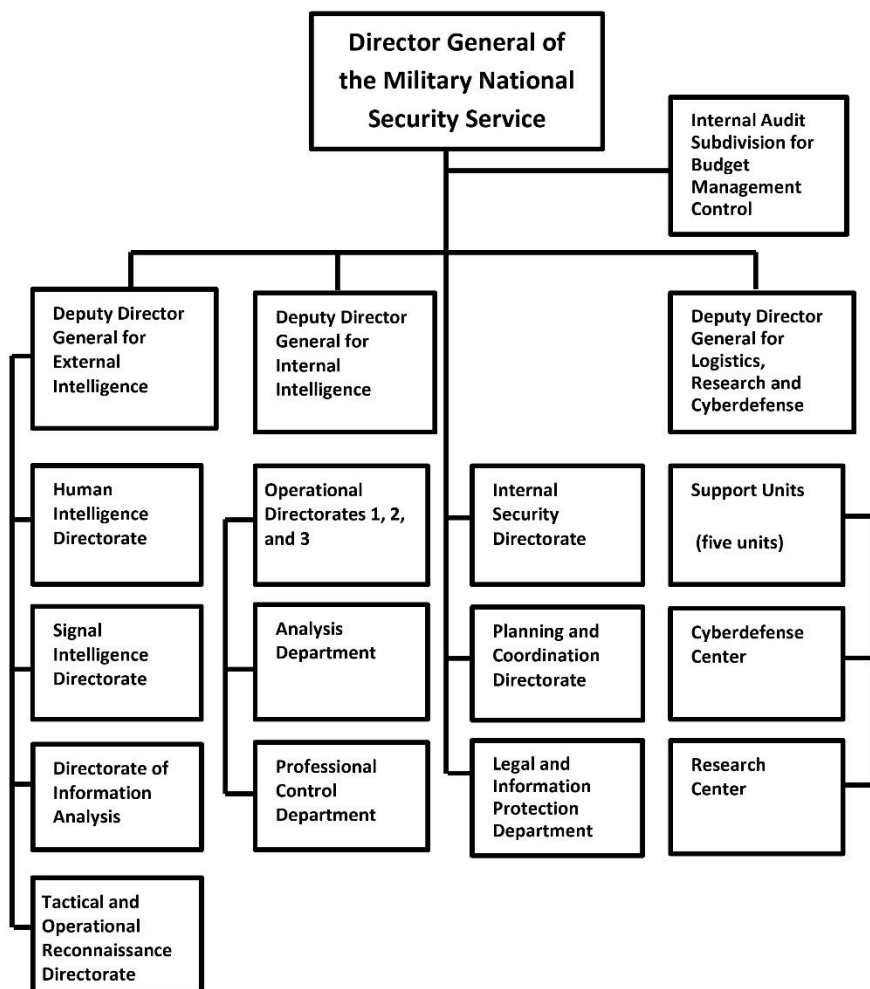 Director General of
the Military National
Security Service
Internal Audit
Subdivision for
Budget
Management
Control
Deputy Director
General for
External
Intelligence
Deputy Director
General for
Internal
Intelligence
Deputy Director
General for
Logistics,
Research and
Cyberdefense
Human
Intelligence
Directorate
Operational
Directorates 1, 2,
and 3
Internal
Security
Directorate
Support Units
(five units)
Signal
Intelligence
Directorate
Analysis
Department
Planning and
Coordination
Directorate
Cyberdefense
Center
Directorate of
Information
Analysis
Professional
Control
Department
Legal and
Information
Protection
Department
Research
Center
Tactical and
Operational
Reconnaissance
Directorate